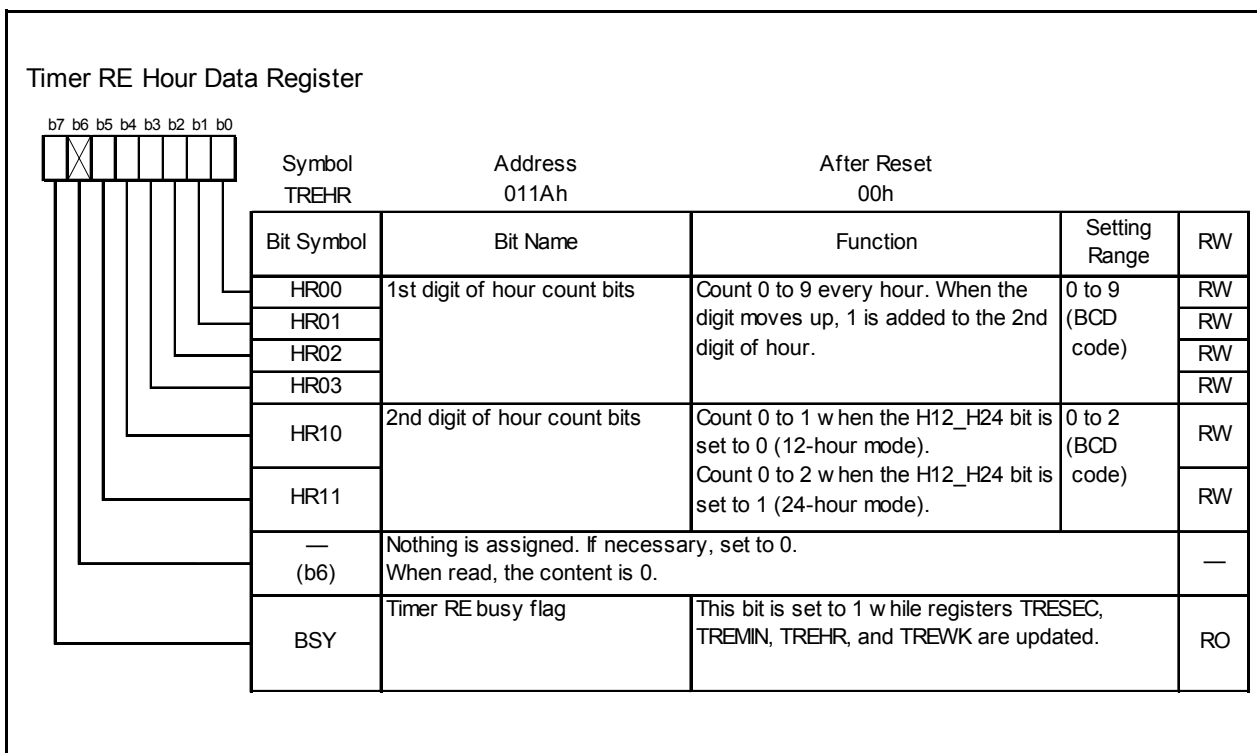 Timer RE Hour Data Register
b7 b6 b5 b4 b3 b2 b1 b0
Symbol Address After Reset
TREHR 011Ah 00h
Bit Symbol Bit Name Function Setting Range RW
HR00 1st digit of hour count bits Count 0 to 9 every hour. When the 0 to 9 RW
HR01 digit moves up, 1 is added to the 2nd (BCD RW
HR02 digit of hour. code) RW
HR03 RW
HR10 2nd digit of hour count bits Count 0 to 1 when the H12_H24 bit is 0 to 2 RW
set to 0 (12-hour mode). (BCD
HR11 Count 0 to 2 when the H12_H24 bit is code) RW
set to 1 (24-hour mode).
— Nothing is assigned. If necessary, set to 0. —
(b6) When read, the content is 0.
BSY Timer RE busy flag This bit is set to 1 while registers TRESEC, RO
TREMIN, TREHR, and TREWK are updated.